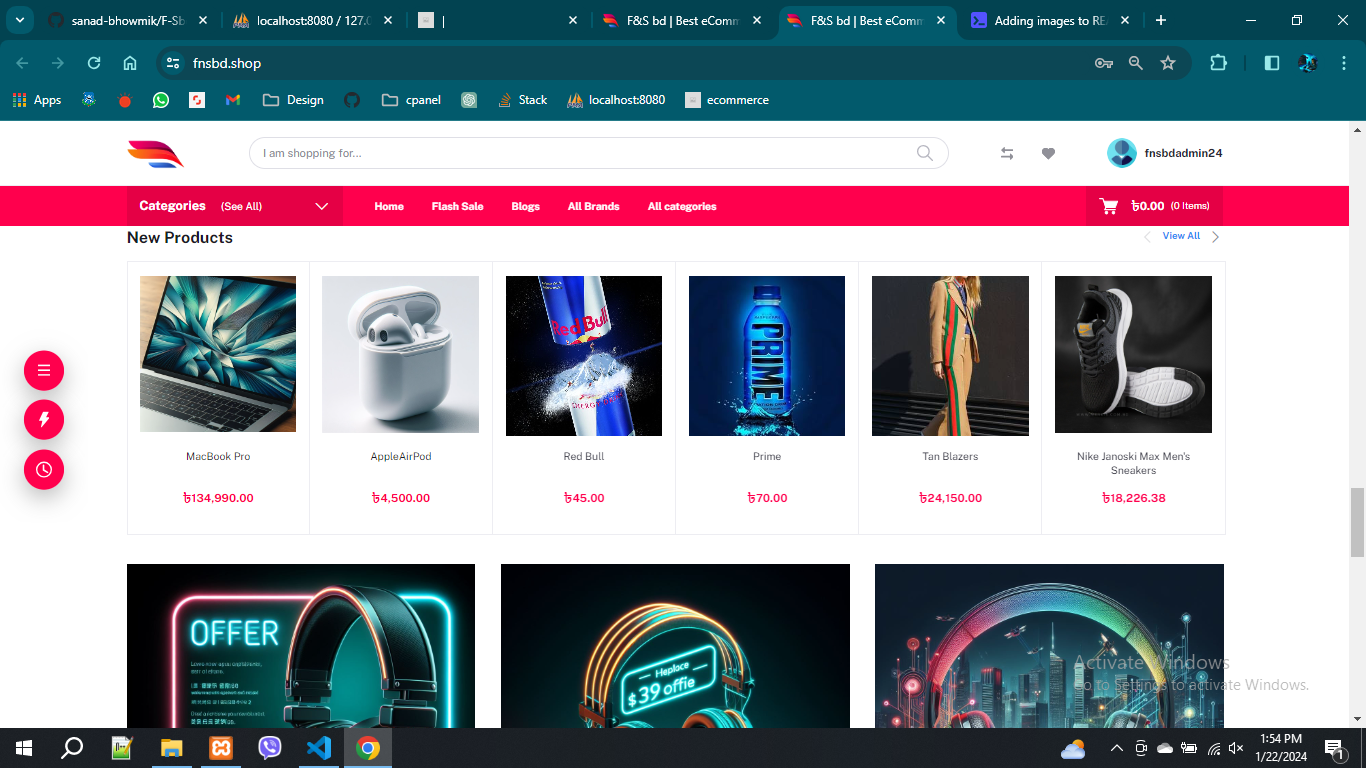 sanad-bhowmik/F-Sb
localhost:8080 / 127.0
|
F&S bd | Best eComm
F&S bd | Best eComm
Adding images to RE
fnsbd.shop
Apps
Design
cpanel
Stack
localhost:8080
ecommerce
I am shopping for...
fnsbdadmin24
Categories (See All)
Home
Flash Sale
Blogs
All Brands
All categories
৳0.00 (0 Items)
New Products
View All
Red Bull
PRIME
MacBook Pro
AppleAirPod
Red Bull
Prime
Tan Blazers
Nike Janoski Max Men's
Sneakers
৳134,990.00
৳4,500.00
৳45.00
৳70.00
৳24,150.00
৳18,226.38
OFFER
Heploce
$39 offie
Activate Windows
Go to Settings to activate Windows.
1:54 PM
1/22/2024
1